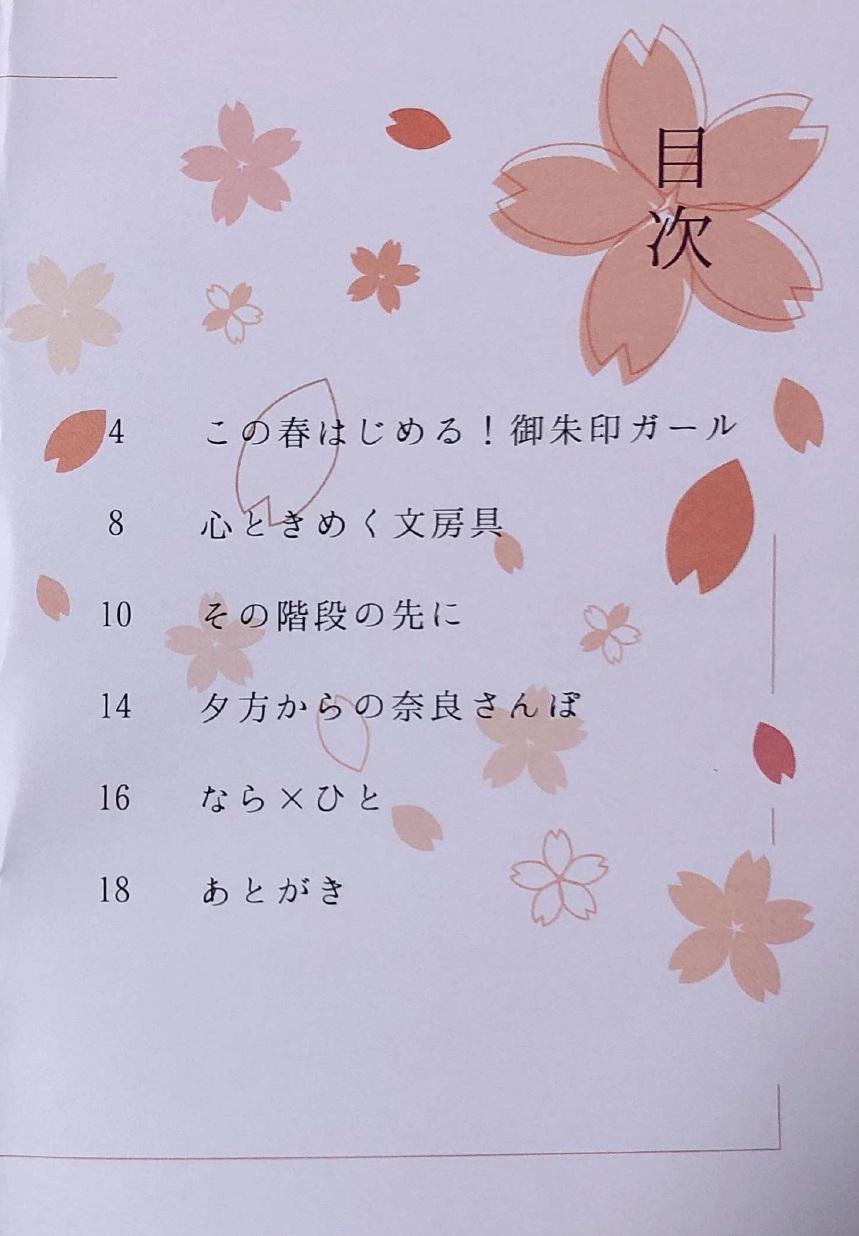 目次
4 この春はじめる！御朱印ガール
8 心ときめく文房具
10 その階段の先に
14 夕方からの奈良さんぽ
16 なら×ひと
18 あとがき